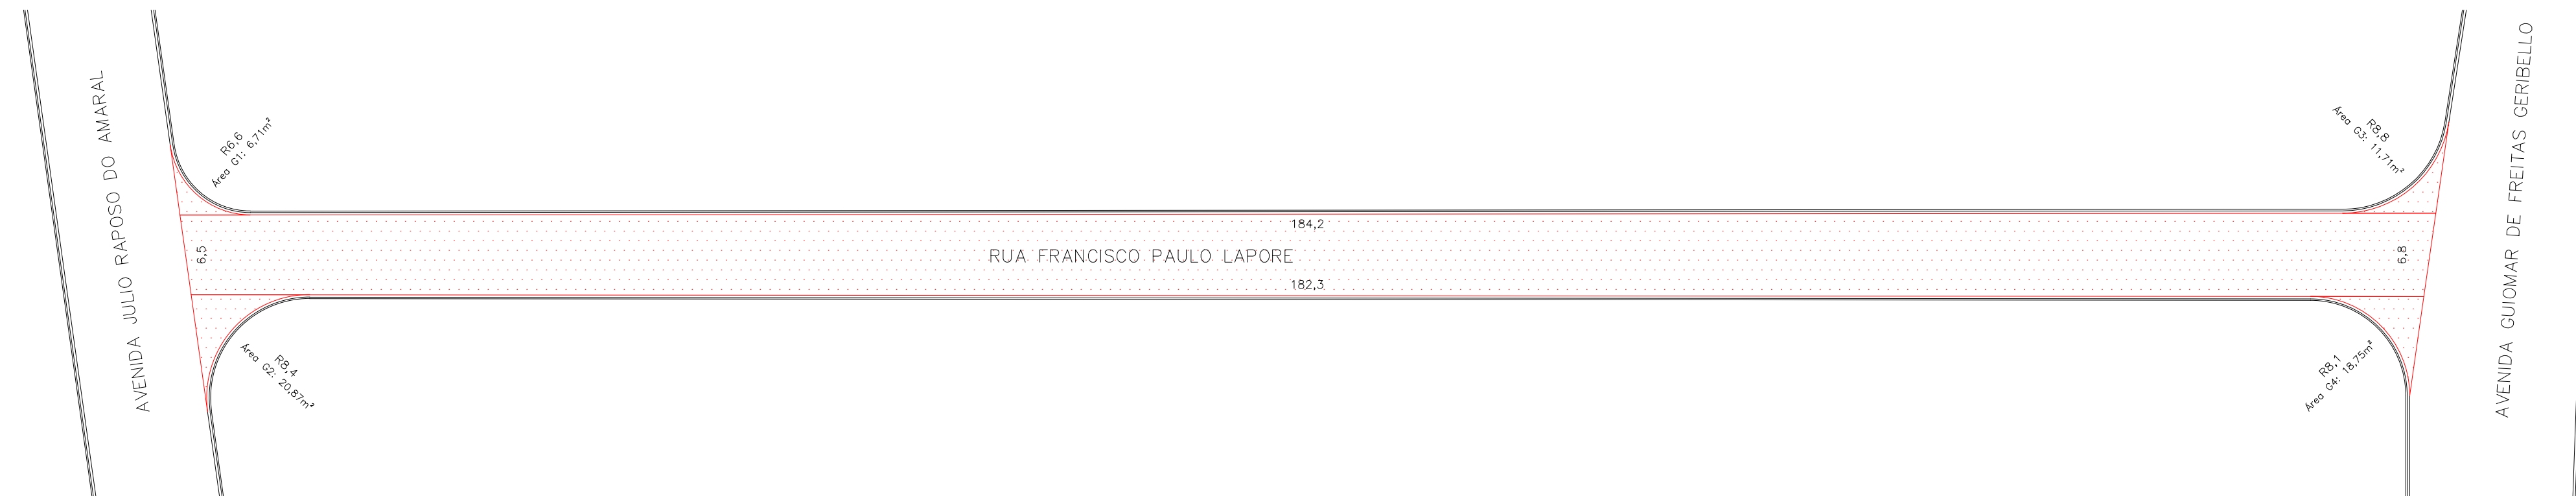 AVENIDA JULIO RAPOSO DO AMARAL
R6,6
Área G1: 6,71m²
R8,8
Área G3: 11,71m²
AVENIDA GUIOMAR DE FREITAS GERIBELLO
184,2
6,5
RUA FRANCISCO PAULO LAPORE
6,8
182,3
R8,4
Área G2: 20,87m²
R8,1
Área G4: 18,75m²